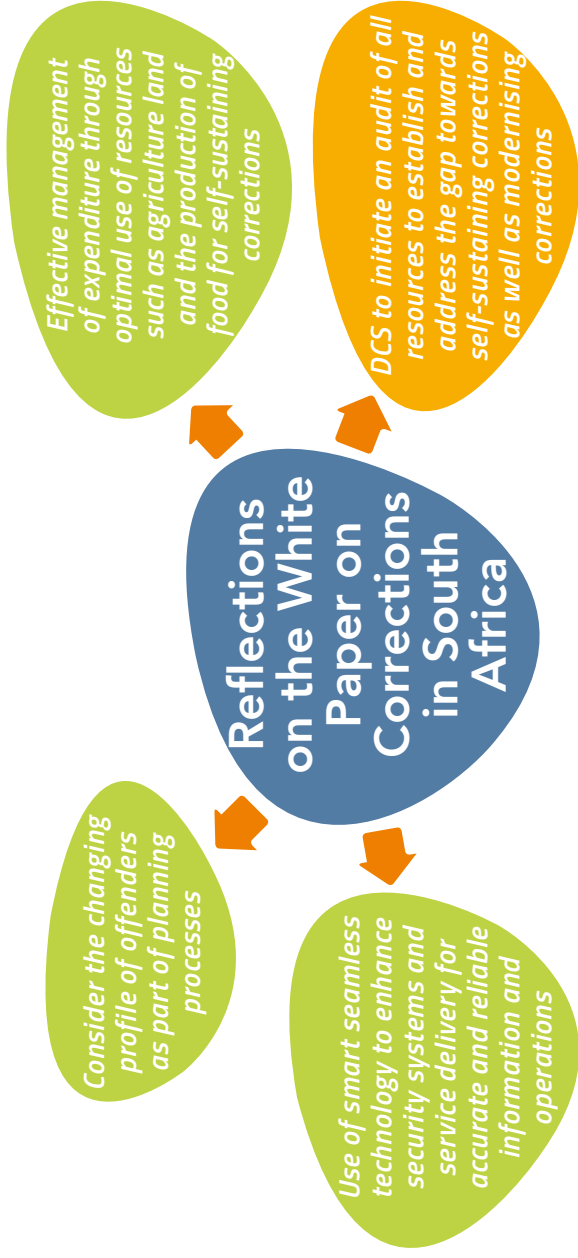 Consider the changing
profile of offenders
as part of planning
processes
Effective management
of expenditure through
optimal use of resources
such as agriculture land
and the production of
food for self-sustaining
corrections
Reflections
on the White
Paper on
Corrections
in South
Africa
Use of smart seamless
technology to enhance
security systems and
service delivery for
accurate and reliable
information and
operations
DCS to initiate an audit of all
resources to establish and
address the gap towards
self-sustaining corrections
as well as modernising
corrections